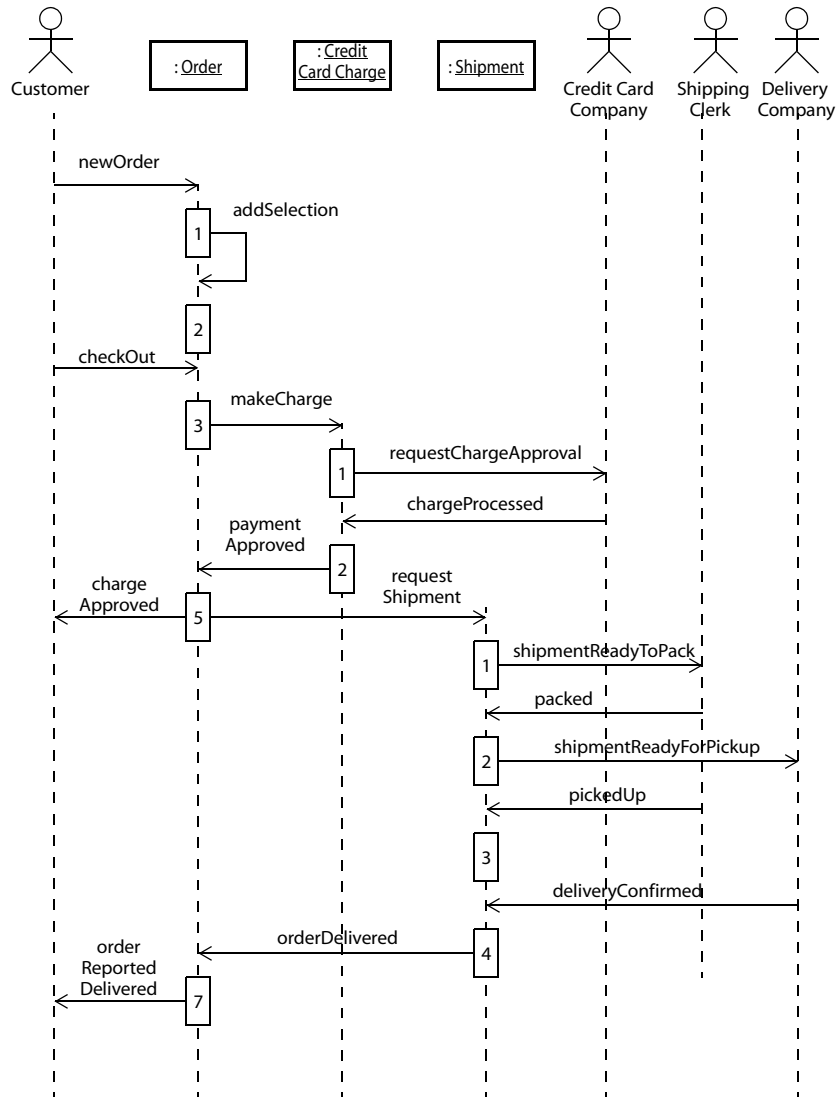 Customer
: Order
: Credit
Card Charge
: Shipment
Credit Card
Company
Shipping
Clerk
Delivery
Company
newOrder
addSelection
1
2
checkOut
makeCharge
3
requestChargeApproval
1
chargeProcessed
payment
Approved
2
charge
Approved
request
Shipment
5
shipmentReadyToPack
1
packed
shipmentReadyForPickup
2
pickedUp
3
deliveryConfirmed
orderDelivered
4
order
Reported
Delivered
7